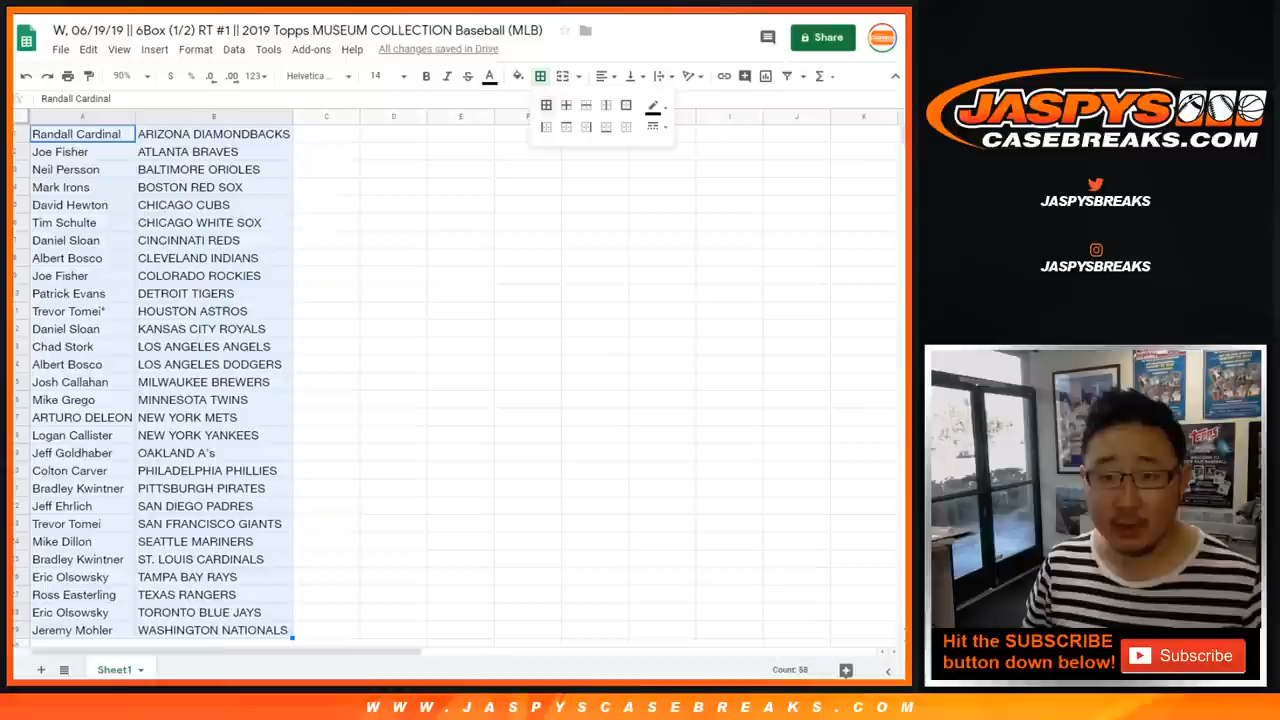 W, 06/19/19 || 6Box (1/2) RT #1 || 2019 Topps MUSEUM COLLECTION Baseball (MLB)
File Edit View Insert Format Data Tools Add-ons Help All changes saved in Drive
Share
90% $ % .0 .00 123 Helvetica... 14 B I S A
Randall Cardinal
A B C D E F I J K
Randall Cardinal ARIZONA DIAMONDBACKS
Joe Fisher ATLANTA BRAVES
Neil Persson BALTIMORE ORIOLES
Mark Irons BOSTON RED SOX
David Hewton CHICAGO CUBS
Tim Schulte CHICAGO WHITE SOX
Daniel Sloan CINCINNATI REDS
Albert Bosco CLEVELAND INDIANS
Joe Fisher COLORADO ROCKIES
Patrick Evans DETROIT TIGERS
Trevor Tomei* HOUSTON ASTROS
Daniel Sloan KANSAS CITY ROYALS
Chad Stork LOS ANGELES ANGELS
Albert Bosco LOS ANGELES DODGERS
Josh Callahan MILWAUKEE BREWERS
Mike Grego MINNESOTA TWINS
ARTURO DELEON NEW YORK METS
Logan Callister NEW YORK YANKEES
Jeff Goldhaber OAKLAND A's
Colton Carver PHILADELPHIA PHILLIES
Bradley Kwintner PITTSBURGH PIRATES
Jeff Ehrlich SAN DIEGO PADRES
Trevor Tomei SAN FRANCISCO GIANTS
Mike Dillon SEATTLE MARINERS
Bradley Kwintner ST. LOUIS CARDINALS
Eric Olsowsky TAMPA BAY RAYS
Ross Easterling TEXAS RANGERS
Eric Olsowsky TORONTO BLUE JAYS
Jeremy Mohler WASHINGTON NATIONALS
Sheet1
Count: 58
JASPYS
CASEBREAKS.COM
JASPYSBREAKS
JASPYSBREAKS
topps
Hit the SUBSCRIBE
button down below!
Subscribe
WWW.JASPYSCASEBREAKS.COM